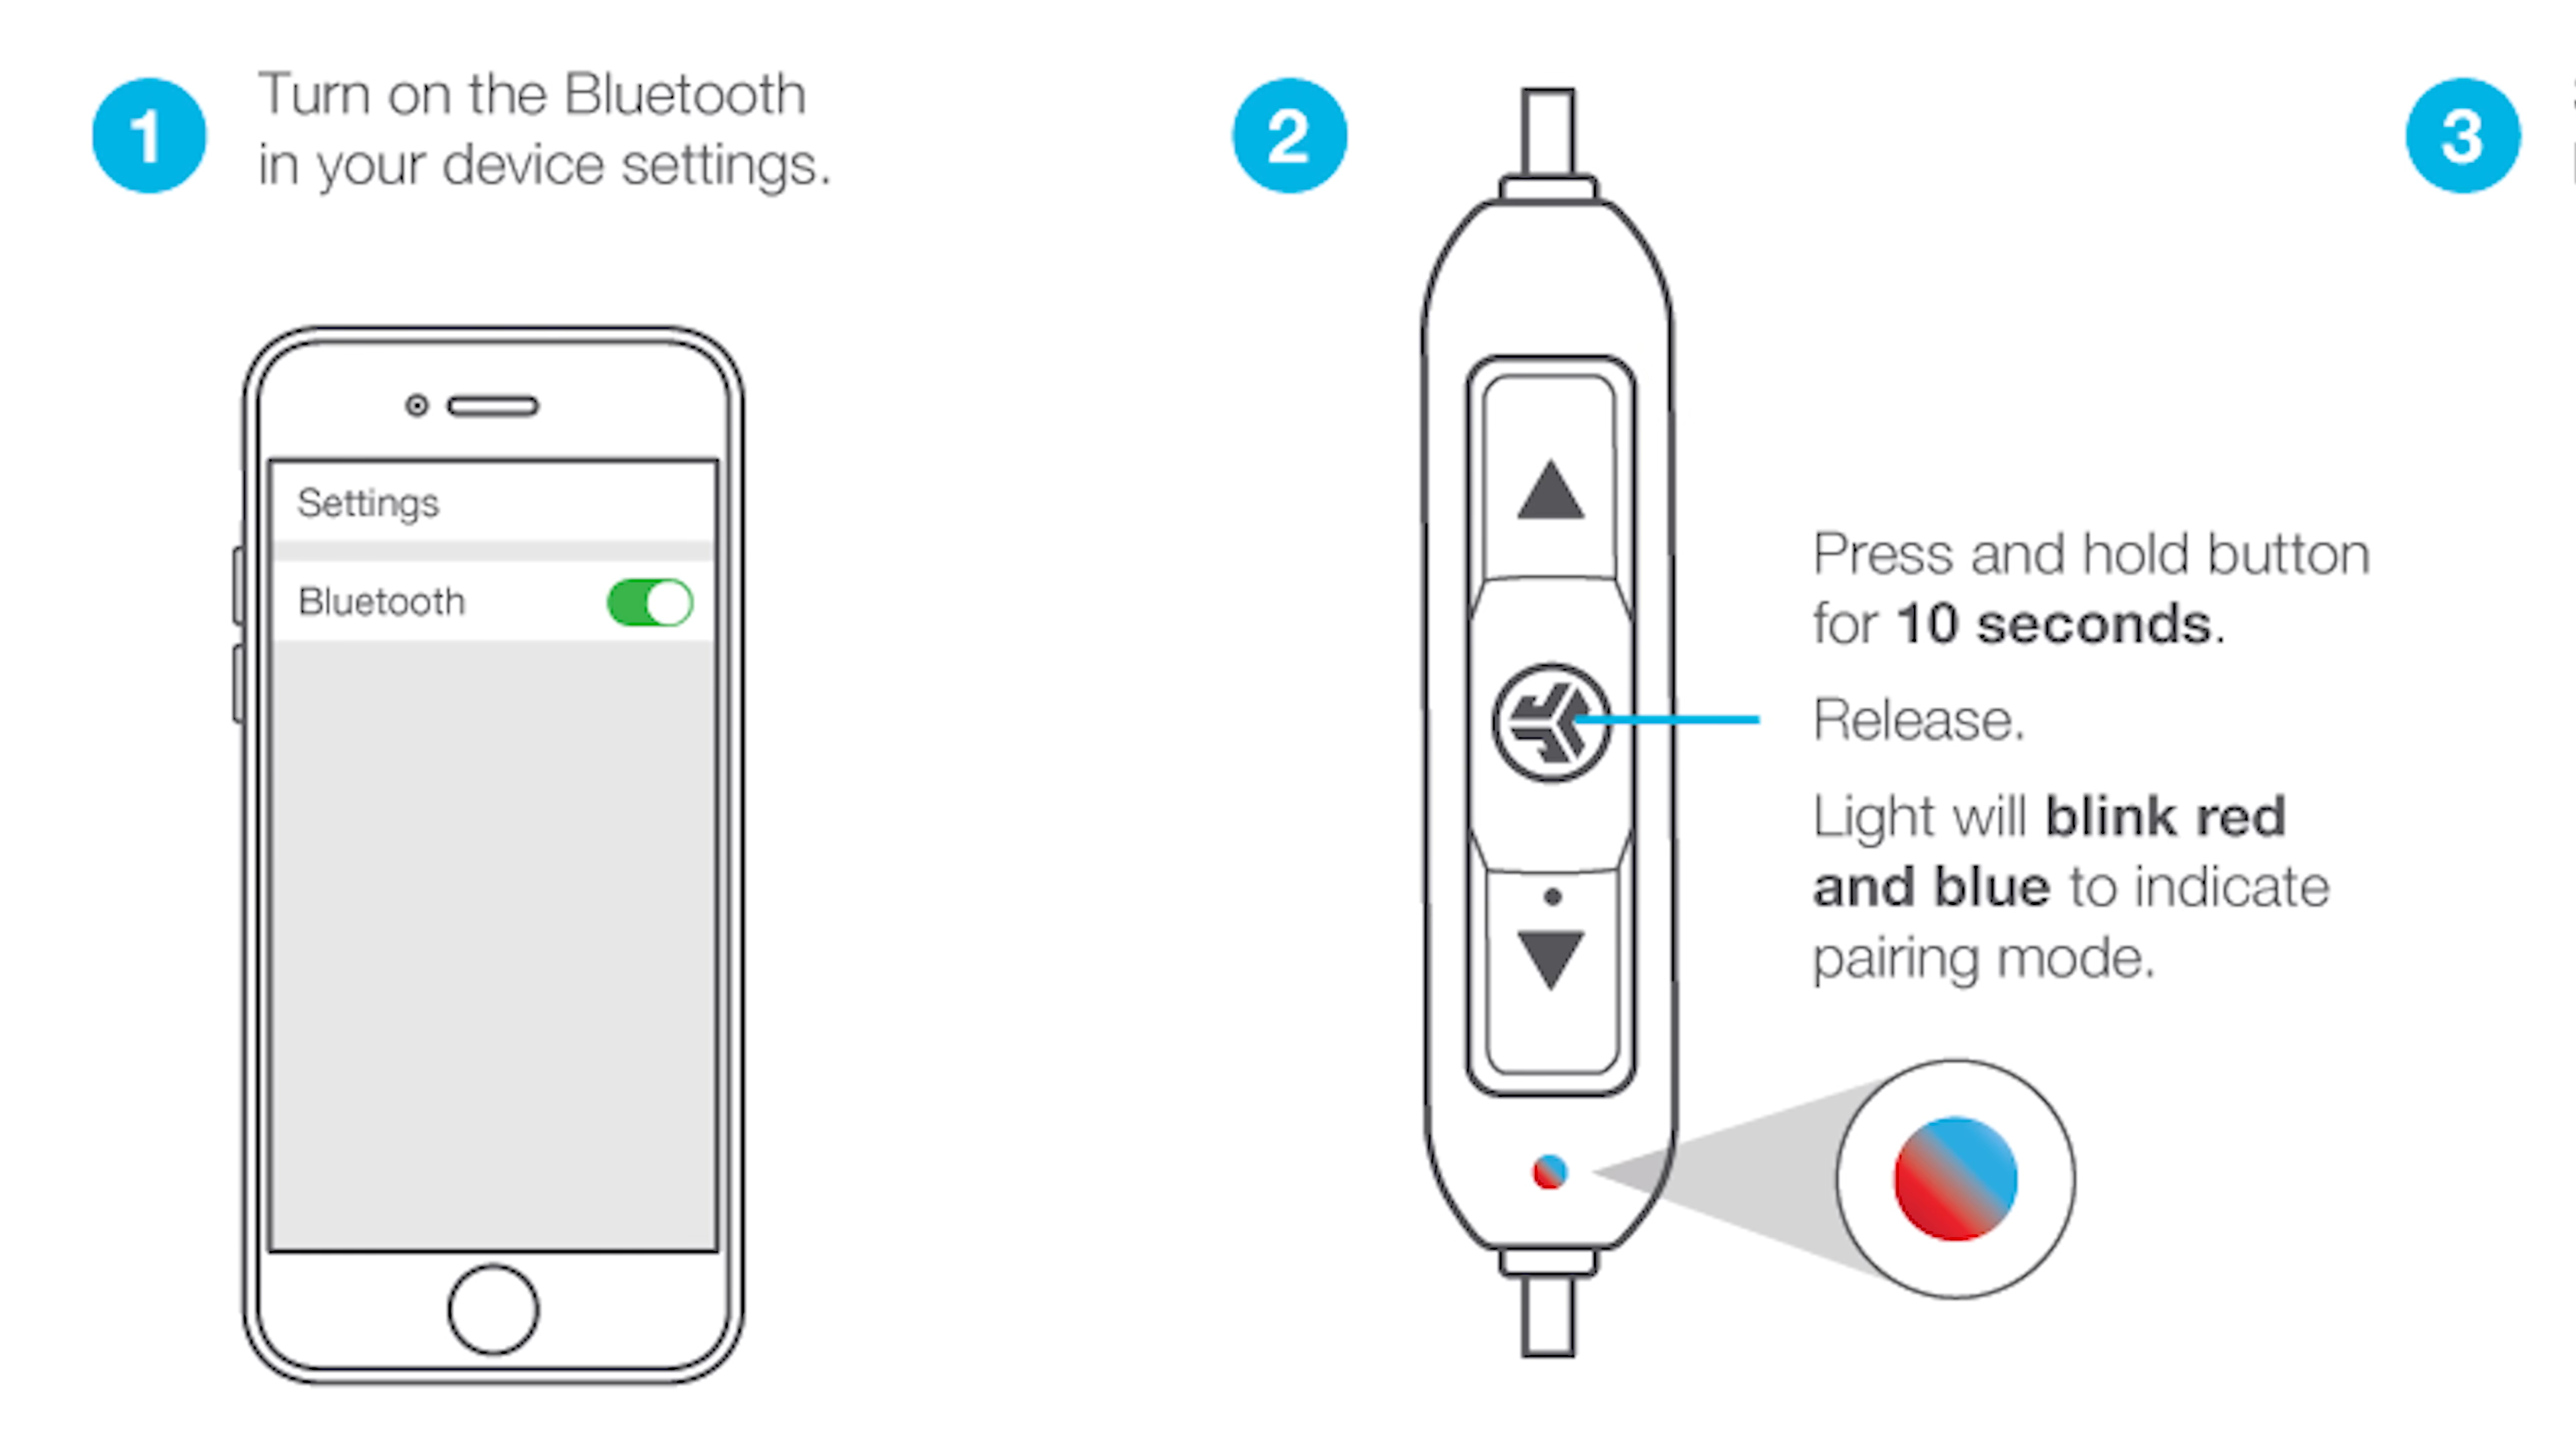 1
Turn on the Bluetooth
in your device settings.
Settings
Bluetooth
2
Press and hold button
for 10 seconds.
Release.
Light will blink red
and blue to indicate
pairing mode.
3